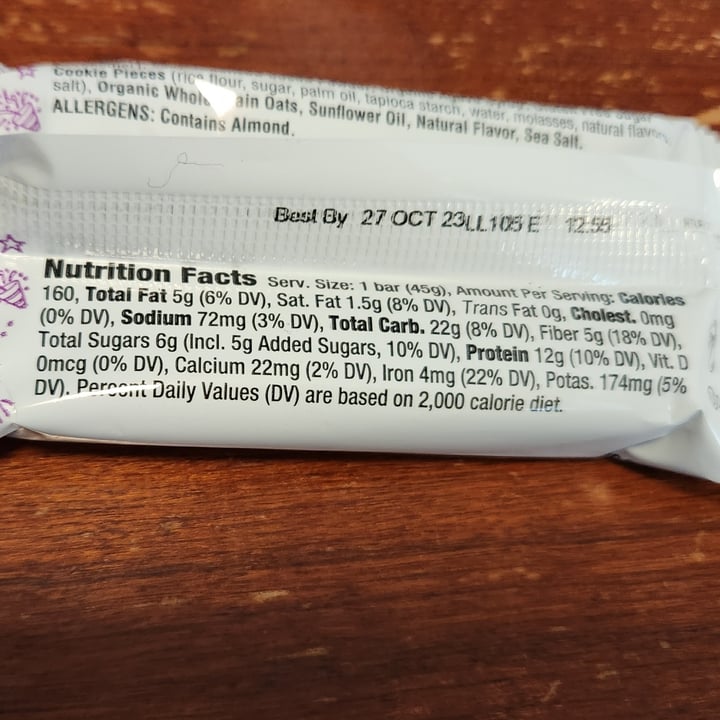 Cookie Pieces (rice flour, sugar, palm oil, tapioca starch, water, molasses, natural flavors,
salt), Organic Whole Grain Oats, Sunflower Oil, Natural Flavor, Sea Salt.
ALLERGENS: Contains Almond.
Best By 27 OCT 23LL105 E 12:55
Nutrition Facts Serv. Size: 1 bar (45g), Amount Per Serving: Calories
160, Total Fat 5g (6% DV), Sat. Fat 1.5g (8% DV), Trans Fat 0g, Cholest. 0mg
(0% DV), Sodium 72mg (3% DV), Total Carb. 22g (8% DV), Fiber 5g (18% DV),
Total Sugars 6g (Incl. 5g Added Sugars, 10% DV), Protein 12g (10% DV), Vit. D
0mcg (0% DV), Calcium 22mg (2% DV), Iron 4mg (22% DV), Potas. 174mg (5%
DV). Percent Daily Values (DV) are based on 2,000 calorie diet.